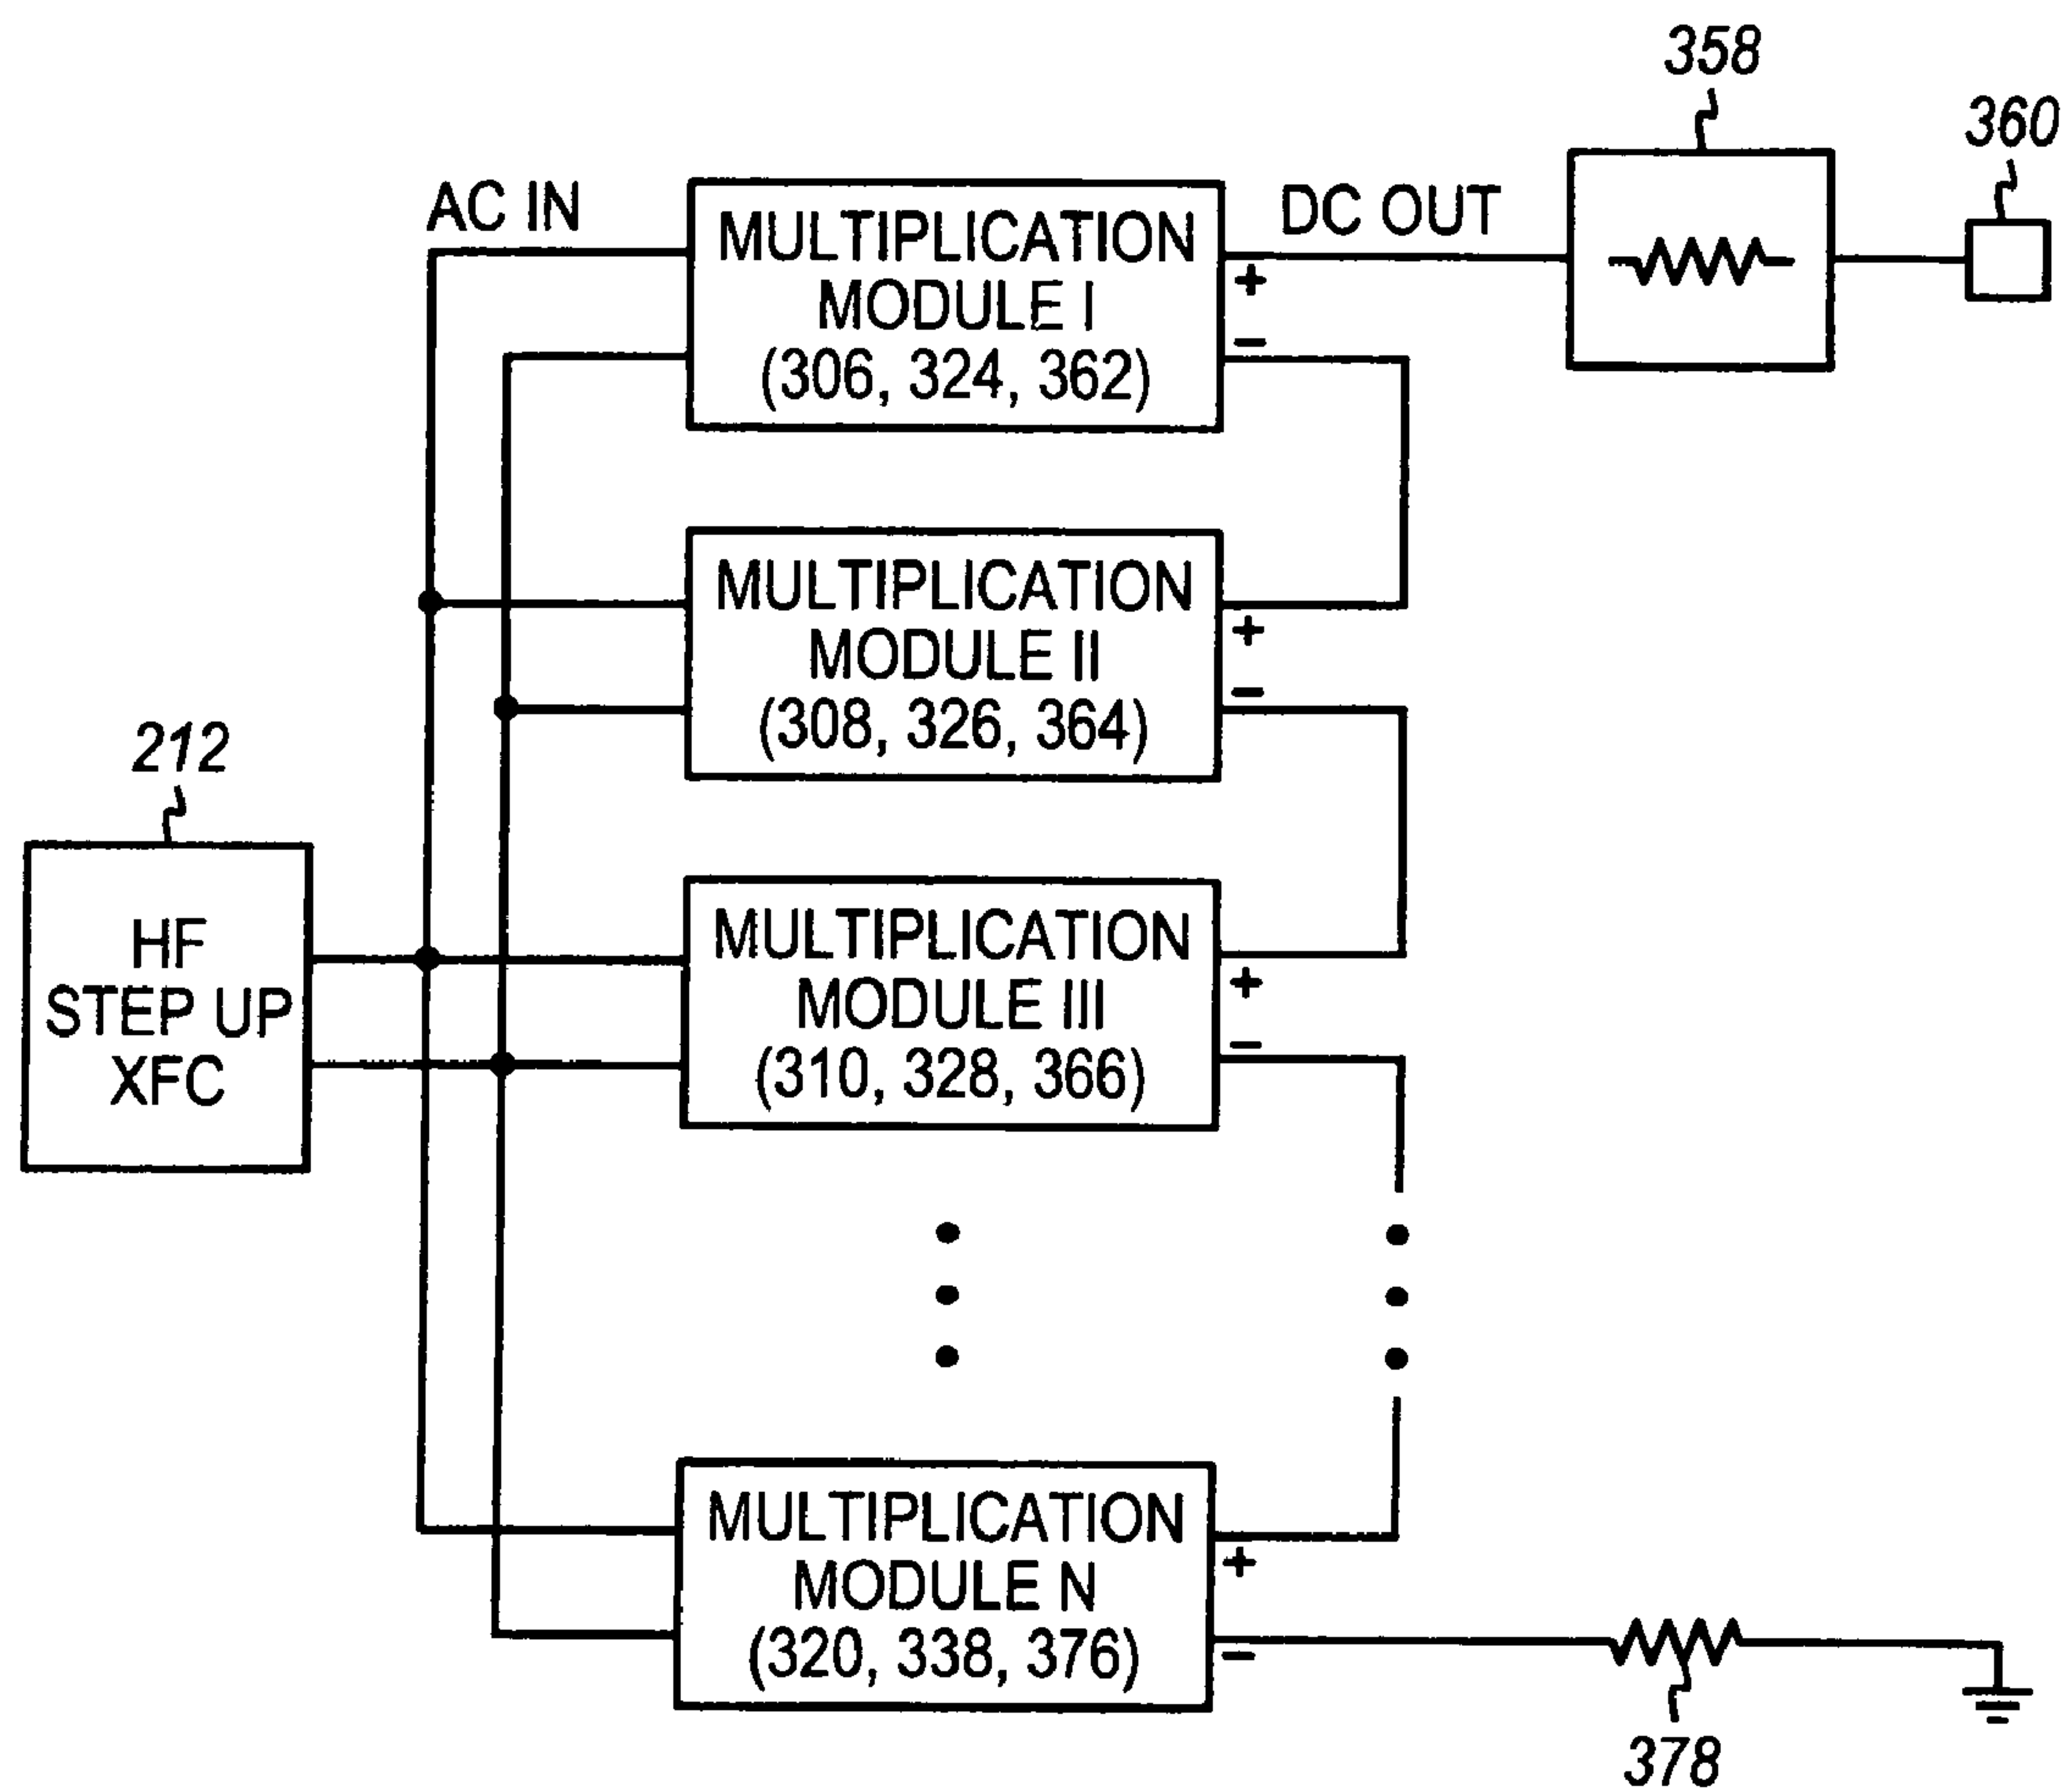 358
360
AC IN
DC OUT
MULTIPLICATION
MODULE I
(306, 324, 362)
+
−
MULTIPLICATION
MODULE II
(308, 326, 364)
+
−
212
HF
STEP UP
XFC
MULTIPLICATION
MODULE III
(310, 328, 366)
+
−
MULTIPLICATION
MODULE N
(320, 338, 376)
+
−
378